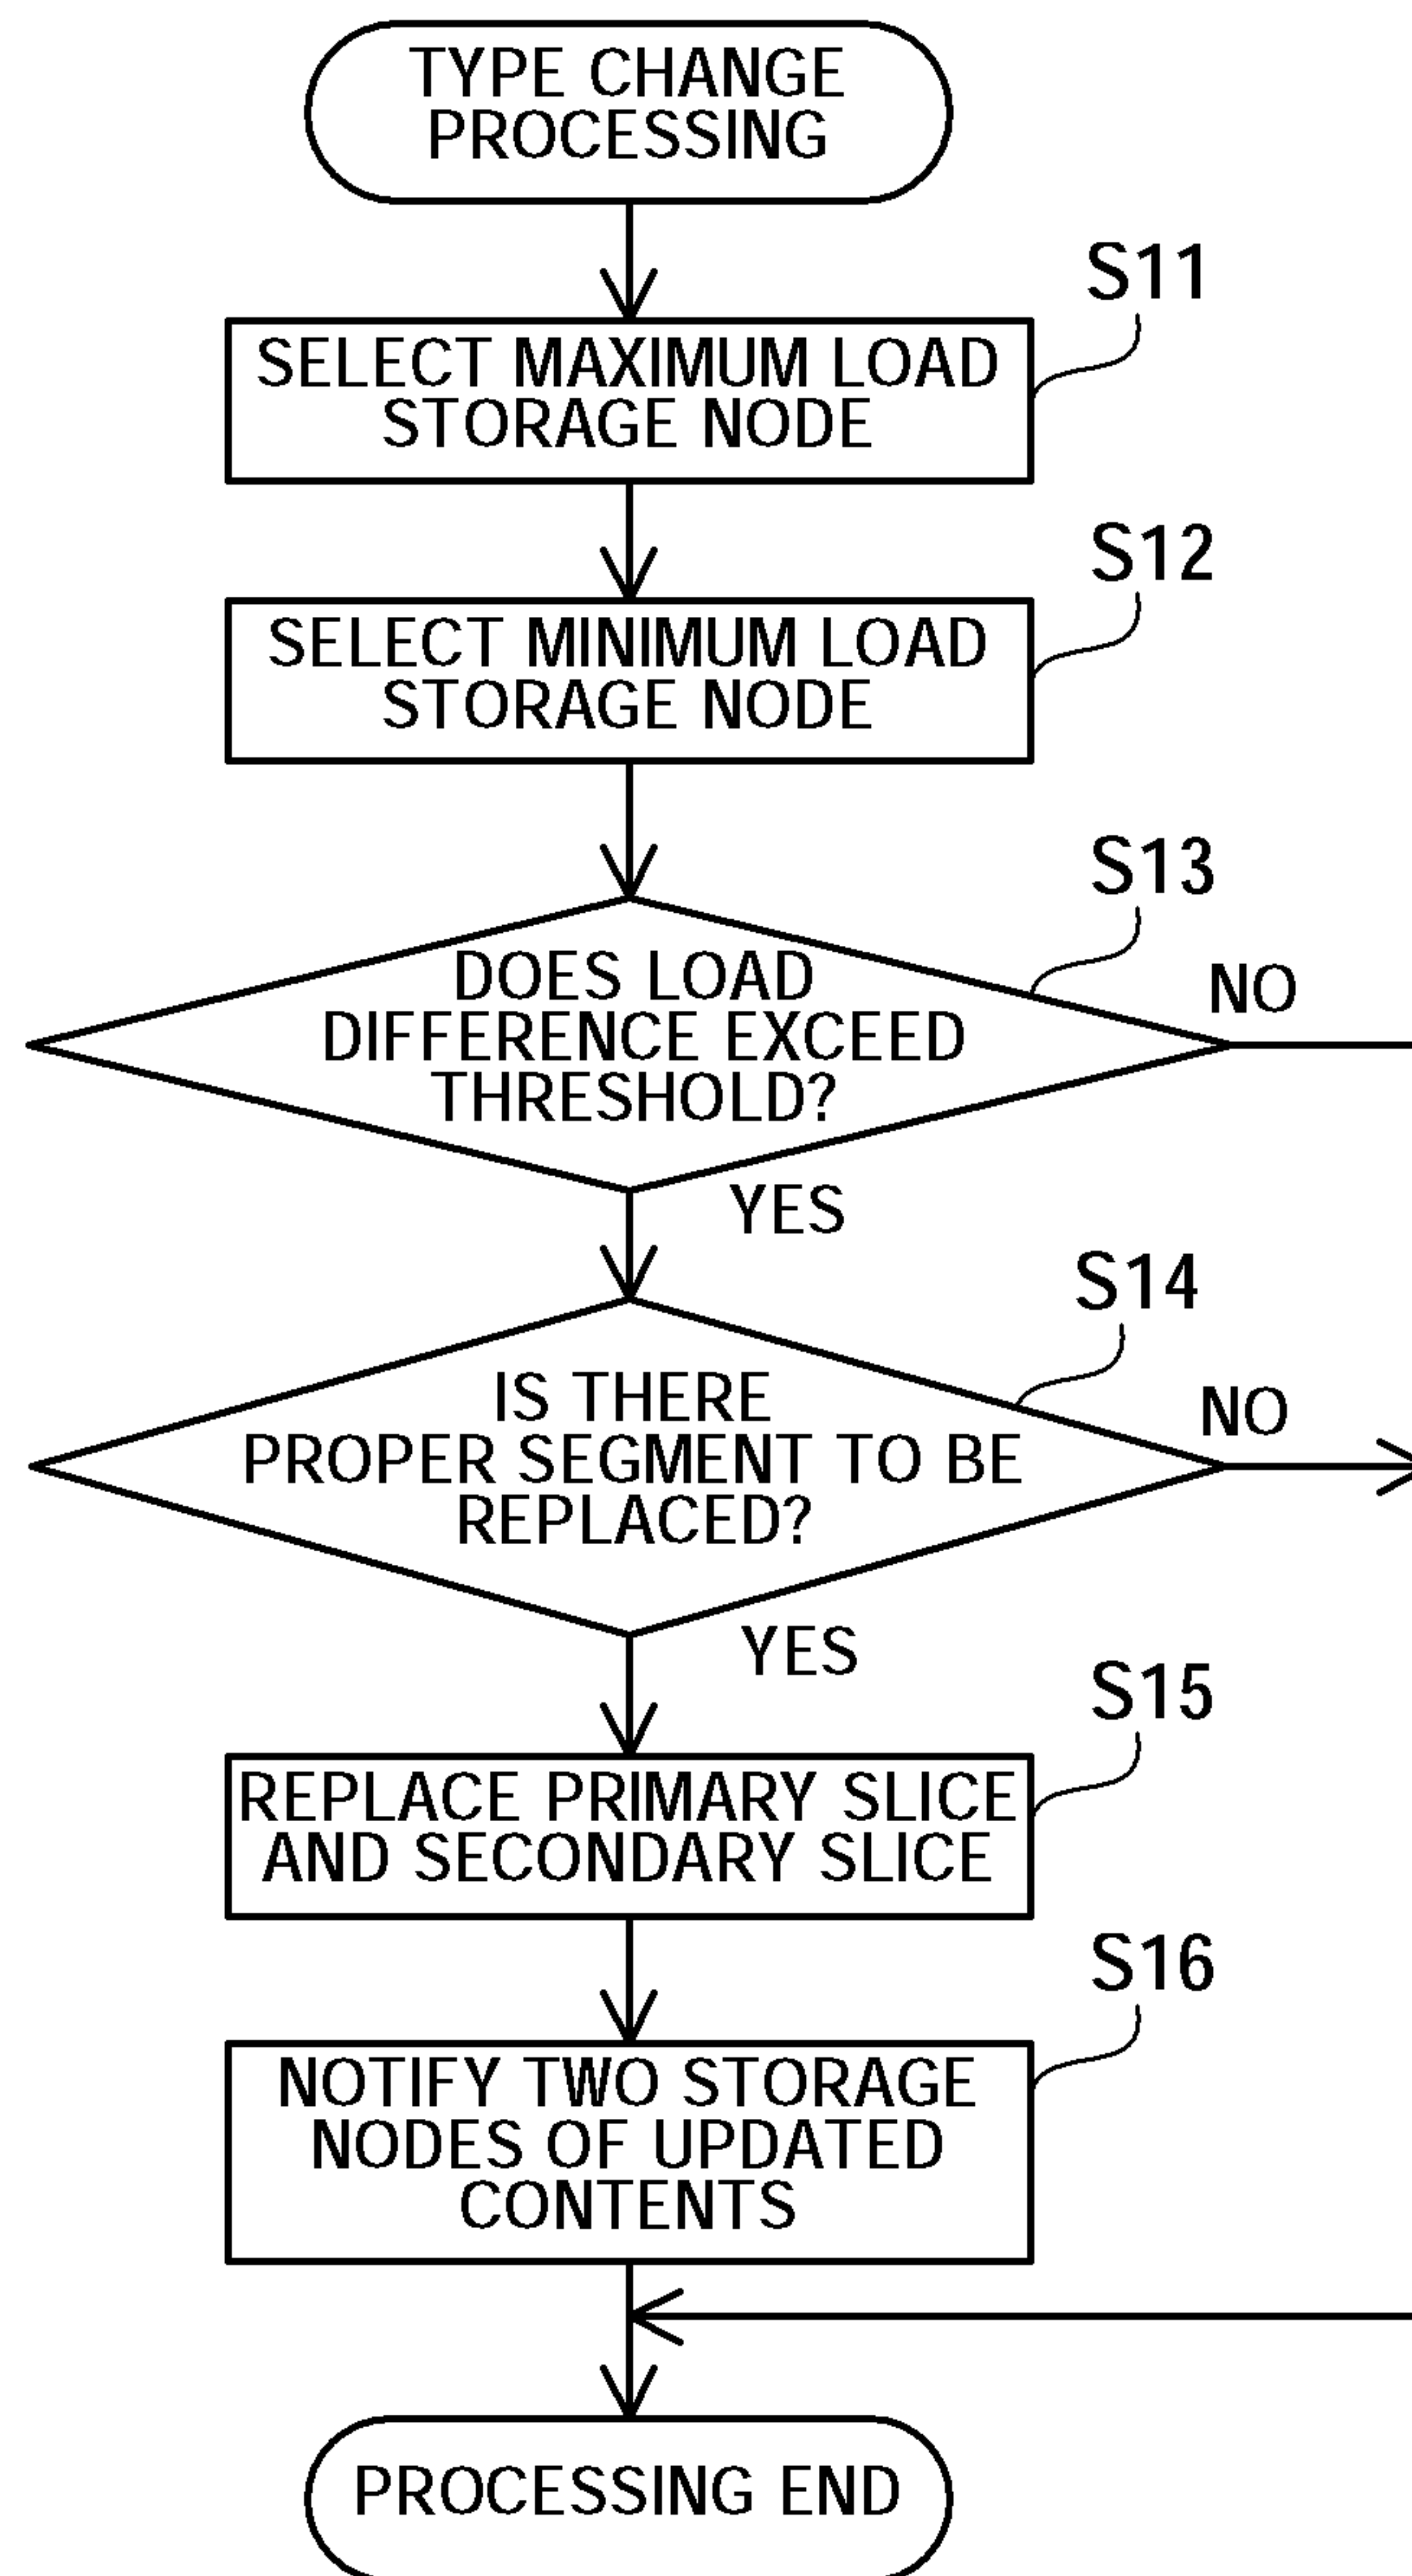 TYPE CHANGE
PROCESSING
S11
SELECT MAXIMUM LOAD
STORAGE NODE
S12
SELECT MINIMUM LOAD
STORAGE NODE
S13
DOES LOAD
DIFFERENCE EXCEED
THRESHOLD?
NO
YES
S14
IS THERE
PROPER SEGMENT TO BE
REPLACED?
NO
YES
S15
REPLACE PRIMARY SLICE
AND SECONDARY SLICE
S16
NOTIFY TWO STORAGE
NODES OF UPDATED
CONTENTS
PROCESSING END